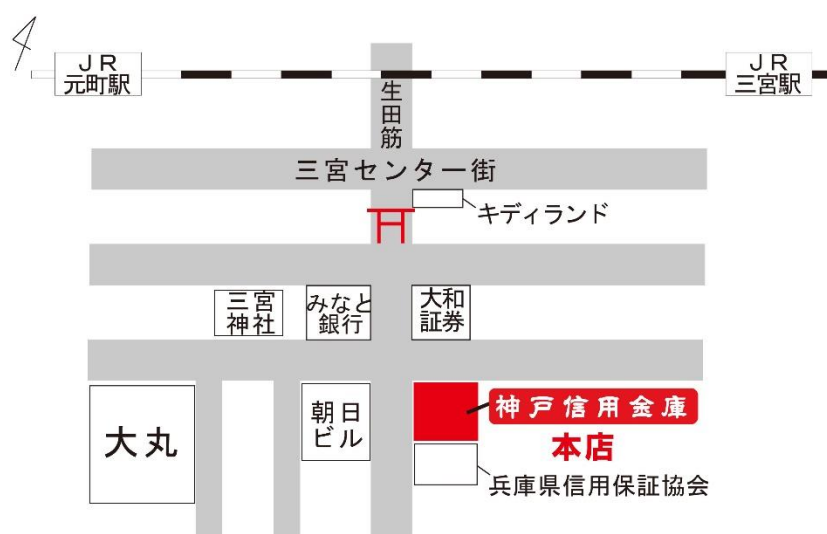 JR
元町駅
JR
三宮駅
生田筋
三宮センター街
キディランド
三宮
神社
みなと
銀行
大和
証券
大丸
朝日
ビル
神戸信用金庫
本店
兵庫県信用保証協会